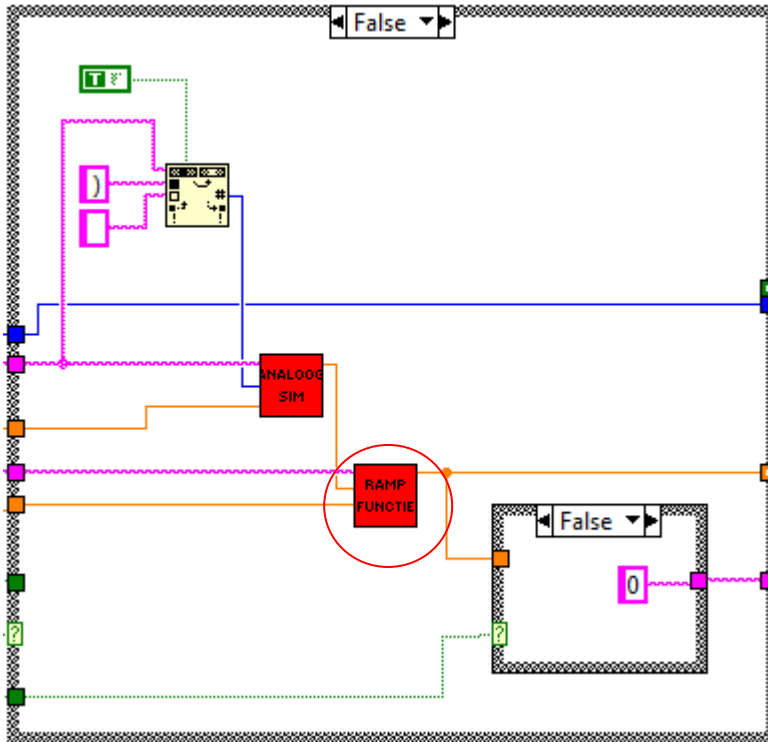 False
T
)
#
ANALOOG
SIM
RAMP
FUNCTIE
False
0
?
?